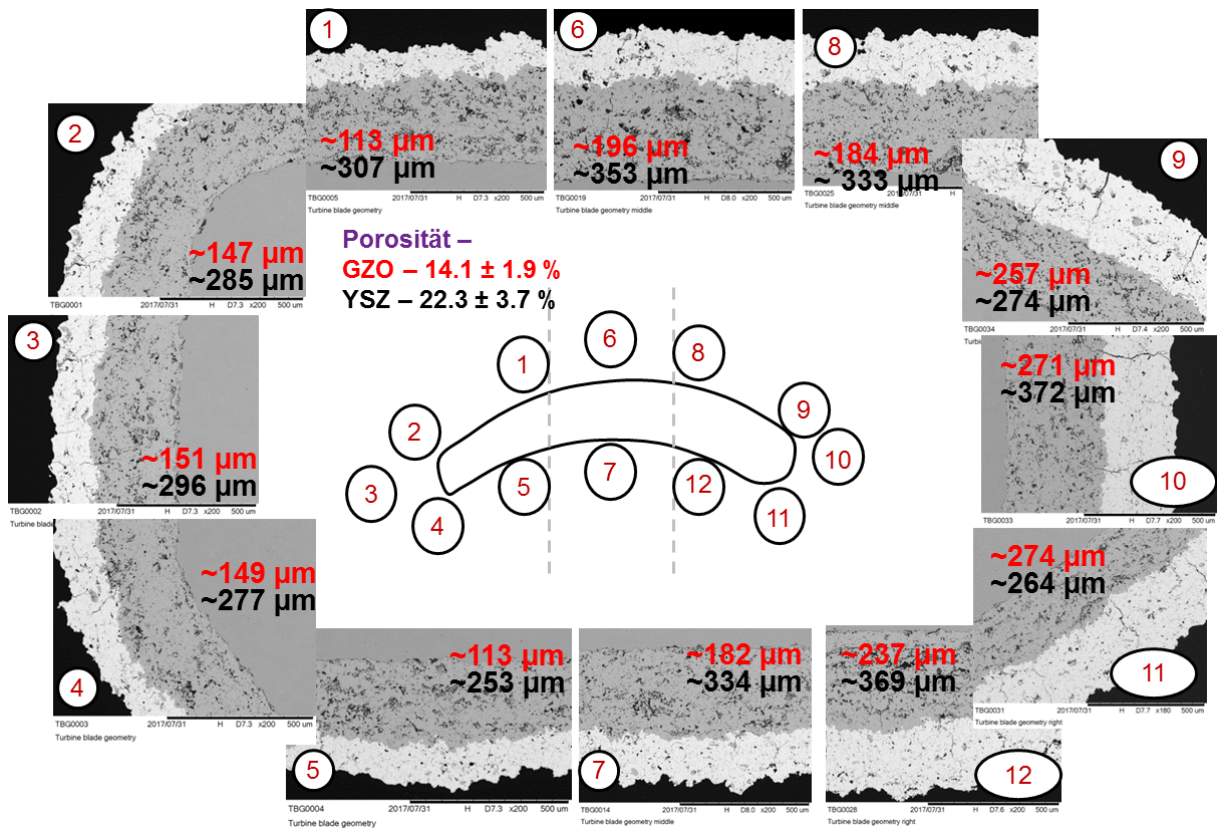 1
~113 µm
~307 µm
TBG0005 2017/07/31 H D7.3 x200 500 um
Turbine blade geometry
6
~196 µm
~353 µm
TBG0019 2017/07/31 H D8.0 x200 500 um
Turbine blade geometry middle
8
~184 µm
~ 333 µm
TBG0025 2017/07/31 H
Turbine blade geometry middle
2
~147 µm
~285 µm
TBG0001 2017/07/31 H D7.3 x200 500 um
9
~257 µm
~274 µm
TBG0034 2017/07/31 H D7.4 x200 500 um
Porosität –
GZO – 14.1 ± 1.9 %
YSZ – 22.3 ± 3.7 %
3
~151 µm
~296 µm
TBG0002 2017/07/31 H D7.3 x200 500 um
Turbine blade
~271 µm
~372 µm
10
TBG0033 2017/07/31 H D7.7 x200 500 um
6
1
8
2
9
10
3
4
5
7
12
11
~149 µm
~277 µm
4
TBG0003 2017/07/31 H D7.3 x200 500 um
Turbine blade geometry
~274 µm
~264 µm
11
TBG0031 2017/07/31 H D7.7 x180 500 um
Turbine blade geometry right
~113 µm
~253 µm
5
TBG0004 2017/07/31 H D7.3 x200 500 um
Turbine blade geometry
~182 µm
~334 µm
7
TBG0014 2017/07/31 H D8.0 x200 500 um
Turbine blade geometry middle
~237 µm
~369 µm
12
TBG0028 2017/07/31 H D7.6 x200 500 um
Turbine blade geometry right